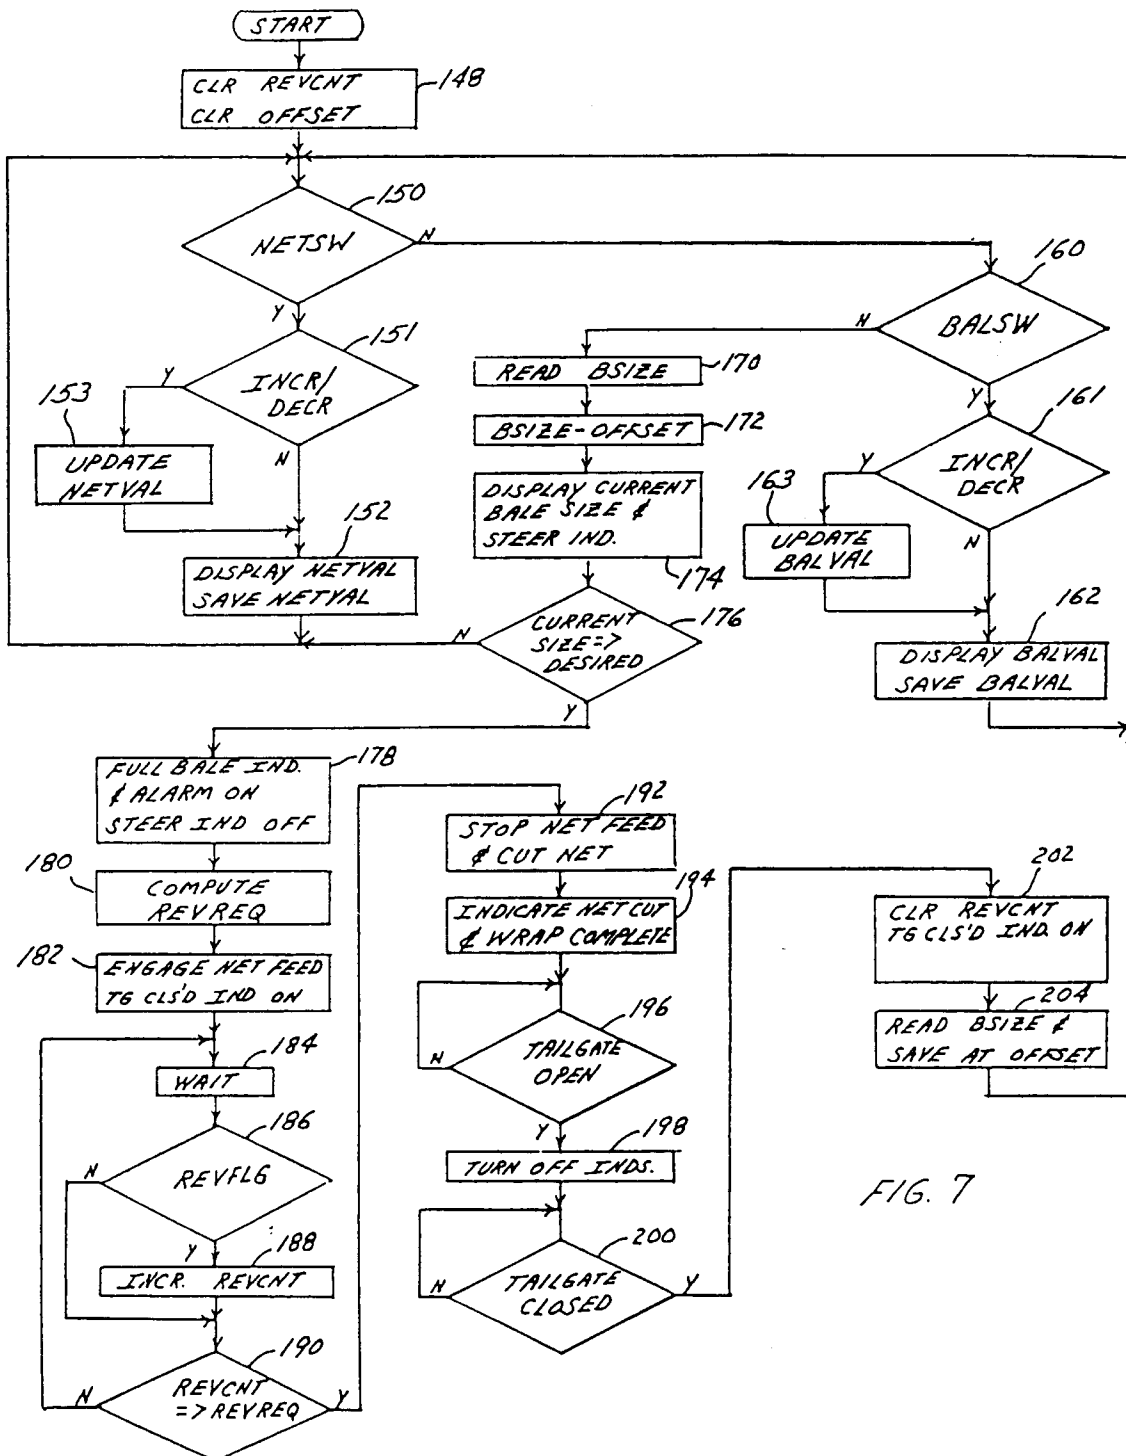 START
CLR REVCNT
CLR OFFSET
148
150
NETSW
N
Y
160
BALSW
N
Y
151
INCR/
DECR
Y
N
153
UPDATE
NETVAL
152
DISPLAY NETVAL
SAVE NETVAL
READ BSIZE
170
BSIZE-OFFSET
172
DISPLAY CURRENT
BALE SIZE &
STEER IND.
174
161
INCR/
DECR
Y
N
163
UPDATE
BALVAL
162
DISPLAY BALVAL
SAVE BALVAL
CURRENT
SIZE=>
DESIRED
176
N
Y
FULL BALE IND.
& ALARM ON
STEER IND OFF
178
180
COMPUTE
REVREQ
182
ENGAGE NET FEED
TG CLS'D IND ON
184
WAIT
186
REVFLG
N
Y
188
INCR. REVCNT
190
REVCNT
=> REVREQ
N
Y
192
STOP NET FEED
& CUT NET
194
INDICATE NET CUT
& WRAP COMPLETE
196
TAILGATE
OPEN
N
Y
198
TURN OFF INDS.
200
TAILGATE
CLOSED
N
Y
202
CLR REVCNT
TG CLS'D IND. ON
204
READ BSIZE &
SAVE AT OFFSET
FIG. 7